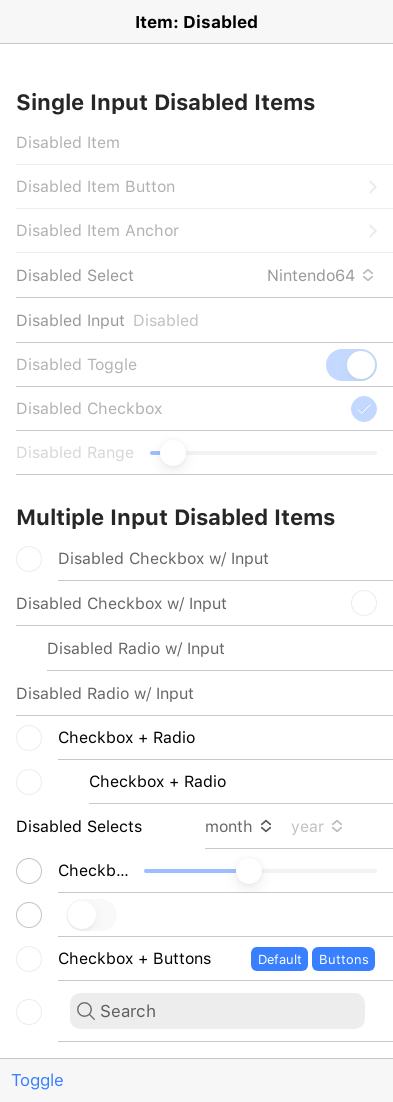 Item: Disabled
Single Input Disabled Items
Disabled Item
Disabled Item Button
Disabled Item Anchor
Disabled Select Nintendo64
Disabled Input Disabled
Disabled Toggle
Disabled Checkbox
Disabled Range
Multiple Input Disabled Items
Disabled Checkbox w/ Input
Disabled Checkbox w/ Input
Disabled Radio w/ Input
Disabled Radio w/ Input
Checkbox + Radio
Checkbox + Radio
Disabled Selects month year
Checkb...
Checkbox + Buttons Default Buttons
Search
Toggle